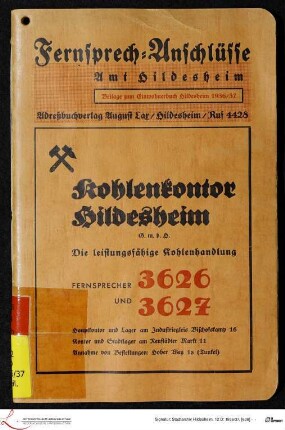 Fernsprech=Anschlüsse
Amt Hildesheim
Beilage zum Einwohnerbuch Hildesheim 1936/37
Adreßbuchverlag August Lax / Hildesheim / Ruf 4428
Kohlenkontor
Hildesheim
G. m. b. H.
Die leistungsfähige Kohlenhandlung
FERNSPRECHER 3626
UND 3627
Hauptkontor und Lager am Industriegleis Bischofskamp 16
Kontor und Stadtlager am Neustädter Markt 11
Annahme von Bestellungen: Hoher Weg 1a